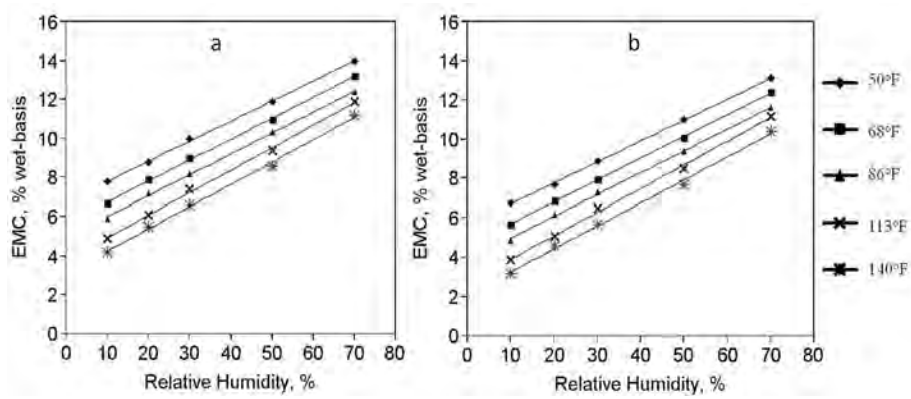 a
16
14
12
10
8
6
4
2
0
EMC, % wet-basis
0 10 20 30 40 50 60 70 80
Relative Humidity, %
b
16
14
12
10
8
6
4
2
0
EMC, % wet-basis
0 10 20 30 40 50 60 70 80
Relative Humidity, %
50°F
68°F
86°F
113°F
140°F